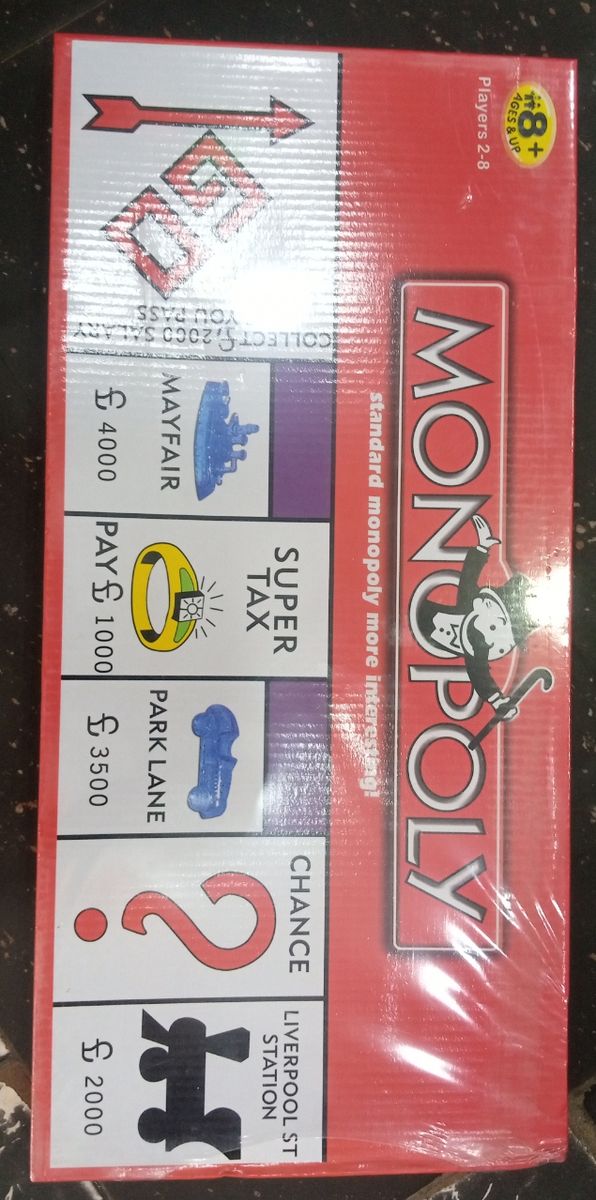 8+
AGES & UP
Players 2-8
MONOPOLY
standard monopoly more interesting!
GO
COLLECT £2000 SALARY
YOU PASS
MAYFAIR
£ 4000
SUPER
TAX
PAY £ 1000
PARK LANE
£ 3500
CHANCE
?
LIVERPOOL ST
STATION
£ 2000